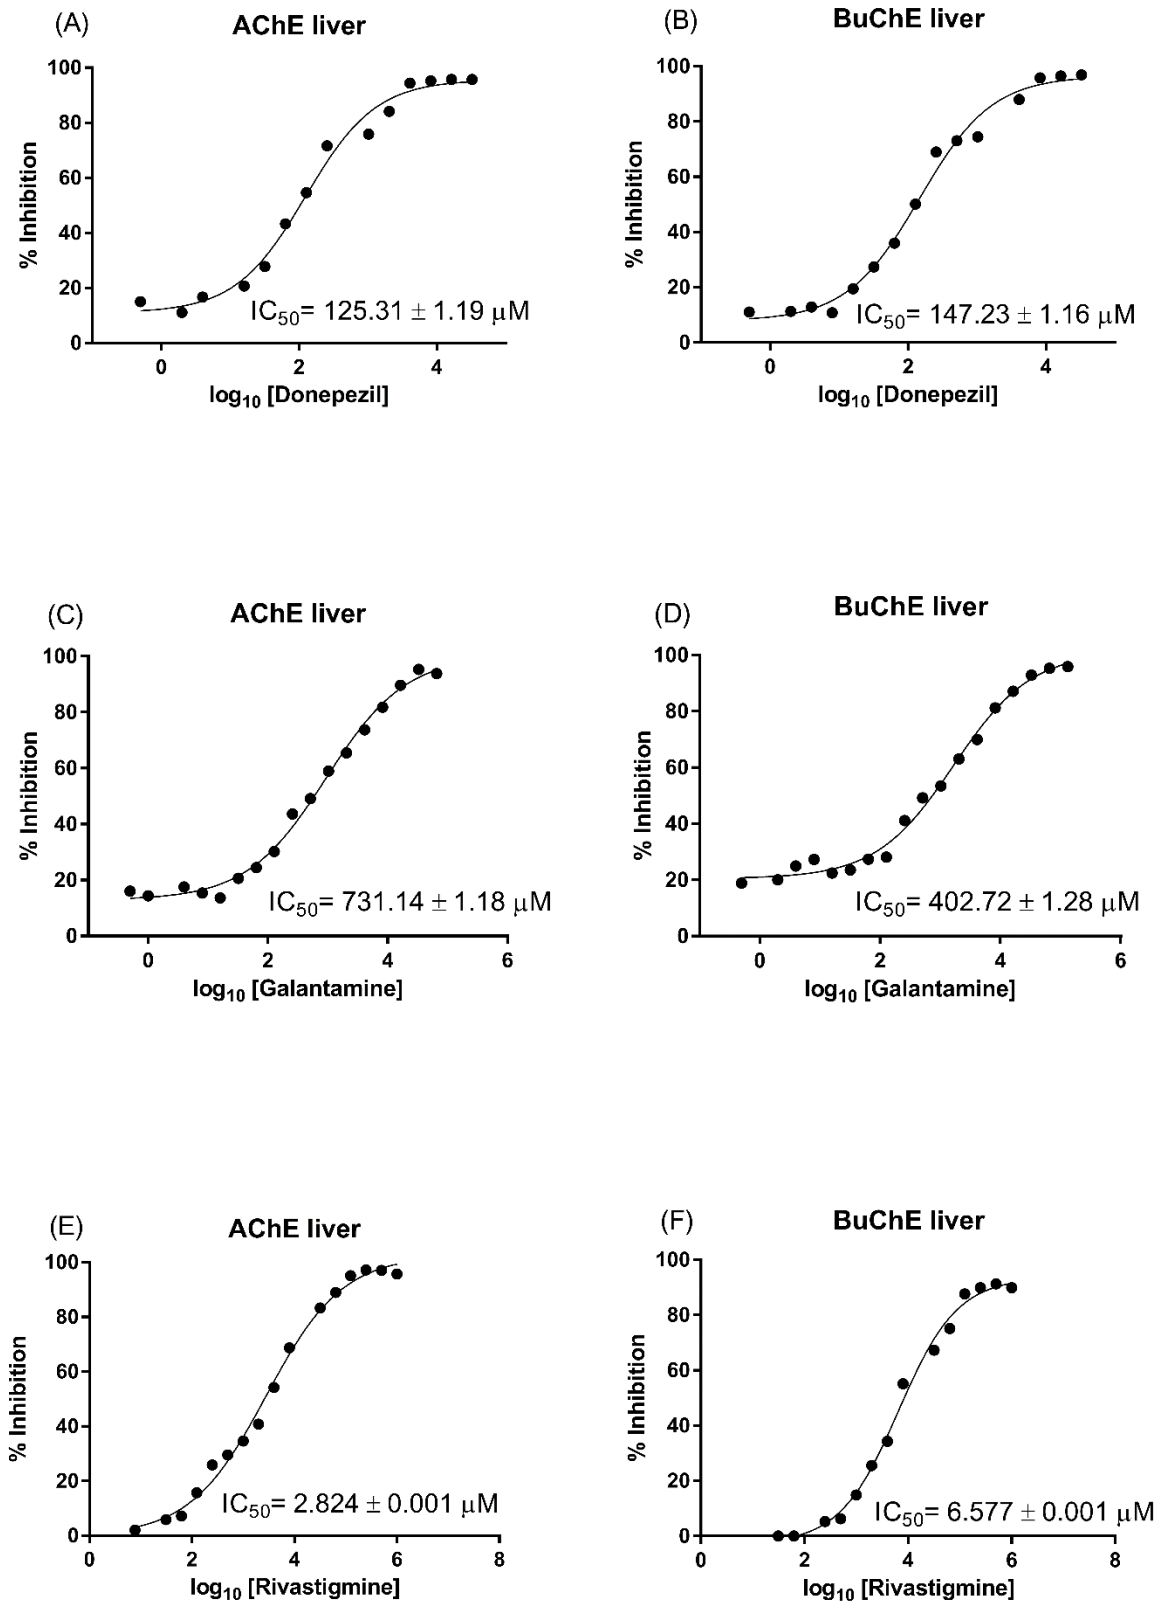 (A) AChE liver
100
80
60
40
20
0
% Inhibition
IC50= 125.31 ± 1.19 μM
0 2 4
log10 [Donepezil]
(B) BuChE liver
100
80
60
40
20
0
% Inhibition
IC50= 147.23 ± 1.16 μM
0 2 4
log10 [Donepezil]
(C) AChE liver
100
80
60
40
20
0
% Inhibition
IC50= 731.14 ± 1.18 μM
0 2 4 6
log10 [Galantamine]
(D) BuChE liver
100
80
60
40
20
0
% Inhibition
IC50= 402.72 ± 1.28 μM
0 2 4 6
log10 [Galantamine]
(E) AChE liver
100
80
60
40
20
0
% Inhibition
IC50= 2.824 ± 0.001 μM
0 2 4 6 8
log10 [Rivastigmine]
(F) BuChE liver
100
80
60
40
20
0
% Inhibition
IC50= 6.577 ± 0.001 μM
0 2 4 6 8
log10 [Rivastigmine]